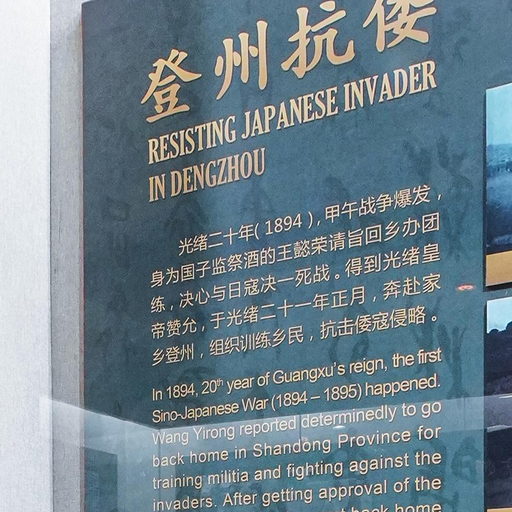 登州抗倭
RESISTING JAPANESE INVADER
IN DENGZHOU
光绪二十年（1894），甲午战争爆发，
身为国子监祭酒的王懿荣请旨回乡办团
练，决心与日寇决一死战。得到光绪皇
帝赞允，于光绪二十一年正月，奔赴家
乡登州，组织训练乡民，抗击倭寇侵略。
In 1894, 20th year of Guangxu's reign, the first
Sino-Japanese War (1894 – 1895) happened.
Wang Yirong reported determinedly to go
back home in Shandong Province for
training militia and fighting against the
invaders. After getting approval of the
back home